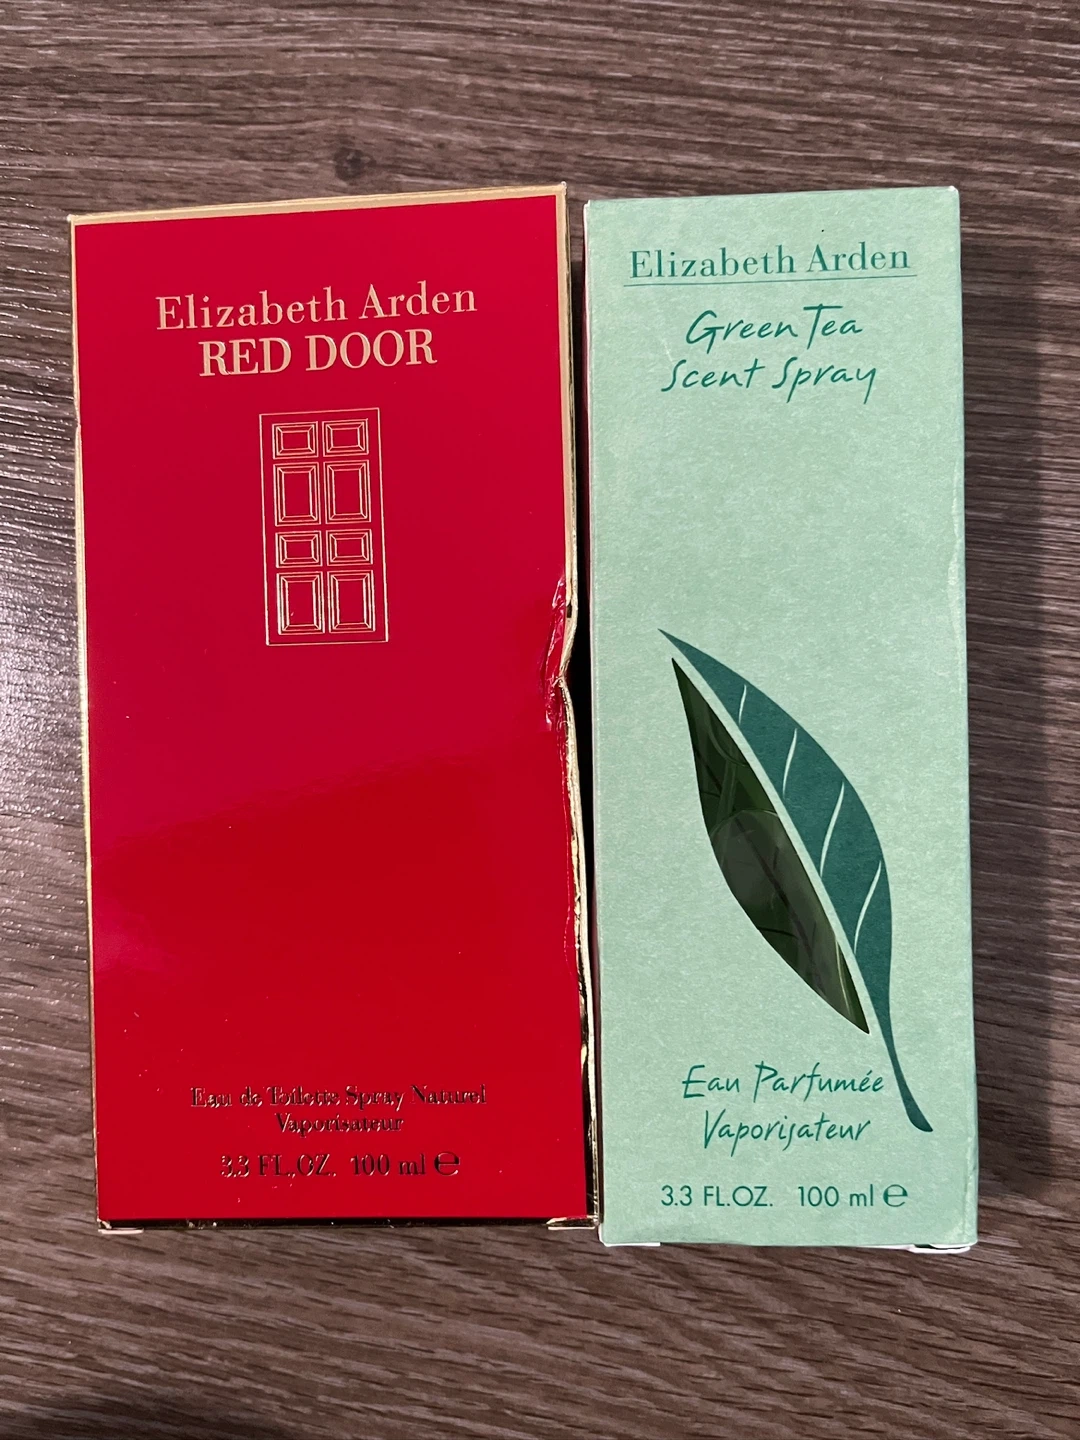 Elizabeth Arden
RED DOOR
Eau de Toilette Spray Naturel
Vaporisateur
3.3 FL.OZ. 100 ml ℮
Elizabeth Arden
Green Tea
Scent Spray
Eau Parfumée
Vaporisateur
3.3 FL.OZ. 100 ml ℮